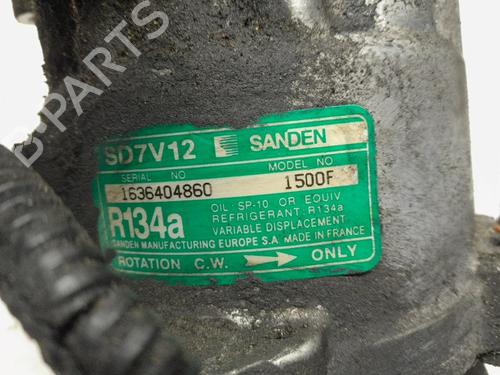 SD7V12 SANDEN
SERIAL NO MODEL NO
1636404860 1500F
R134a
OIL: SP-10 OR EQUIV
REFRIGERANT: R134a
VARIABLE DISPLACEMENT
SANDEN MANUFACTURING EUROPE S.A MADE IN FRANCE
ROTATION C.W. ONLY
B-PARTS